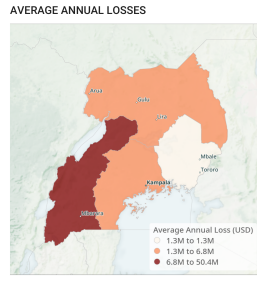 AVERAGE ANNUAL LOSSES
Arua
Gulu
Lira
Mbale
Tororo
Kampala
Mbarara
Average Annual Loss (USD)
1.3M to 1.3M
1.3M to 6.8M
6.8M to 50.4M